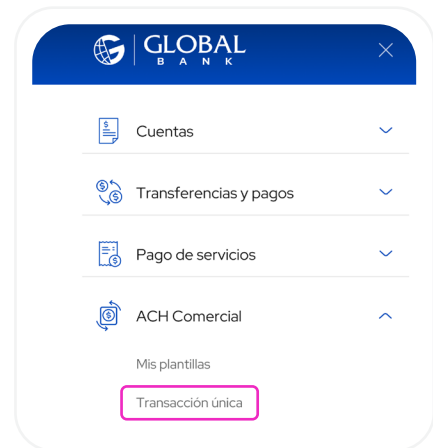 GLOBAL
BANK
Cuentas
Transferencias y pagos
Pago de servicios
ACH Comercial
Mis plantillas
Transacción única